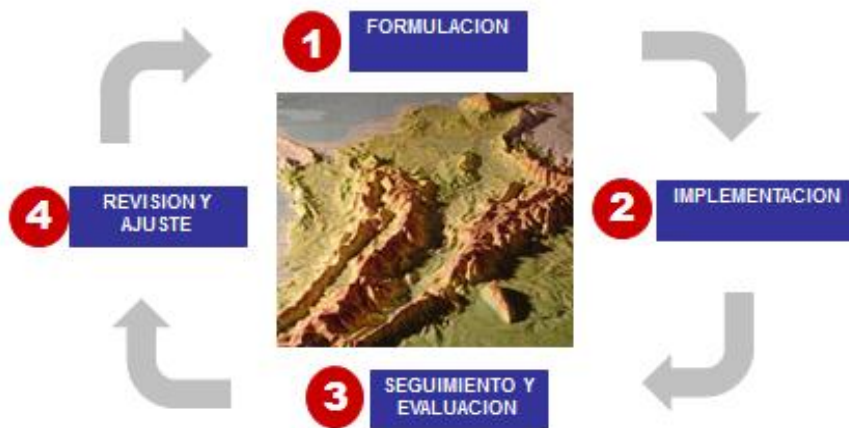 1
FORMULACION
2
IMPLEMENTACION
3
SEGUIMIENTO Y
EVALUACION
4
REVISION Y
AJUSTE